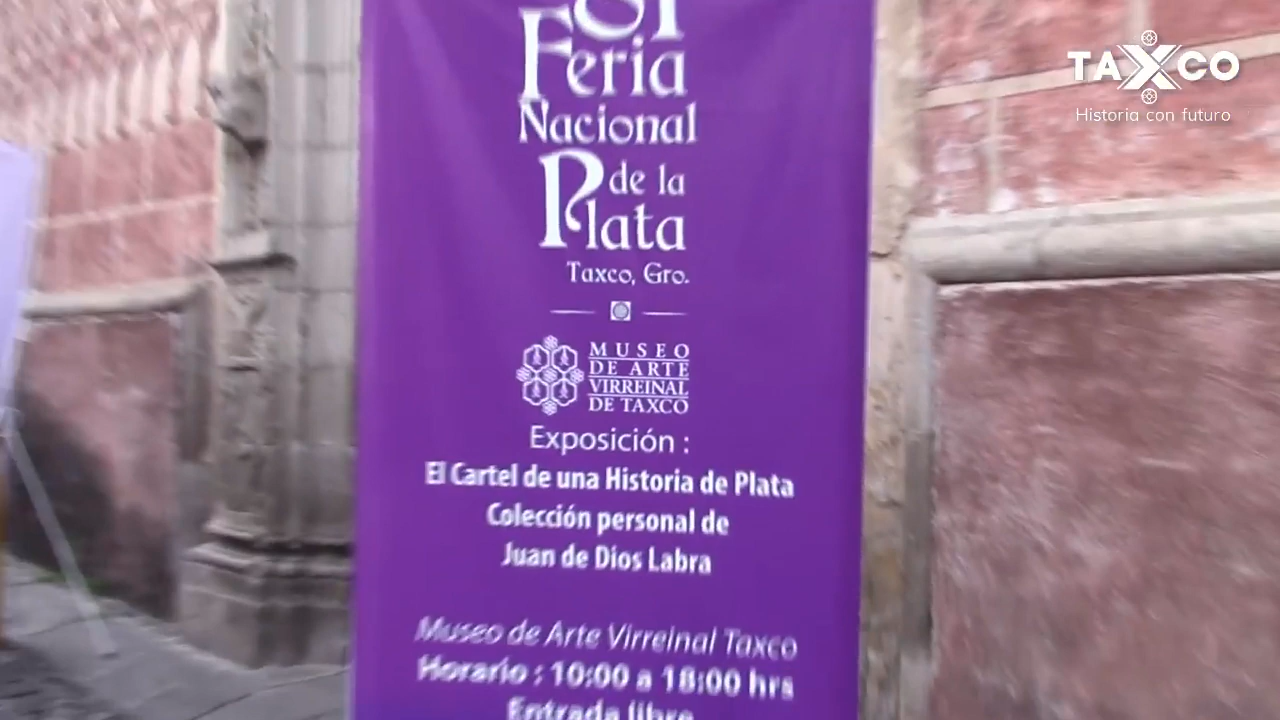 Feria
Nacional
de la
Plata
Taxco, Gro.
MUSEO
DE ARTE
VIRREINAL
DE TAXCO
Exposición :
El Cartel de una Historia de Plata
Colección personal de
Juan de Dios Labra
Museo de Arte Virreinal Taxco
Horario : 10:00 a 18:00 hrs
Entrada libre
TAXCO
Historia con futuro